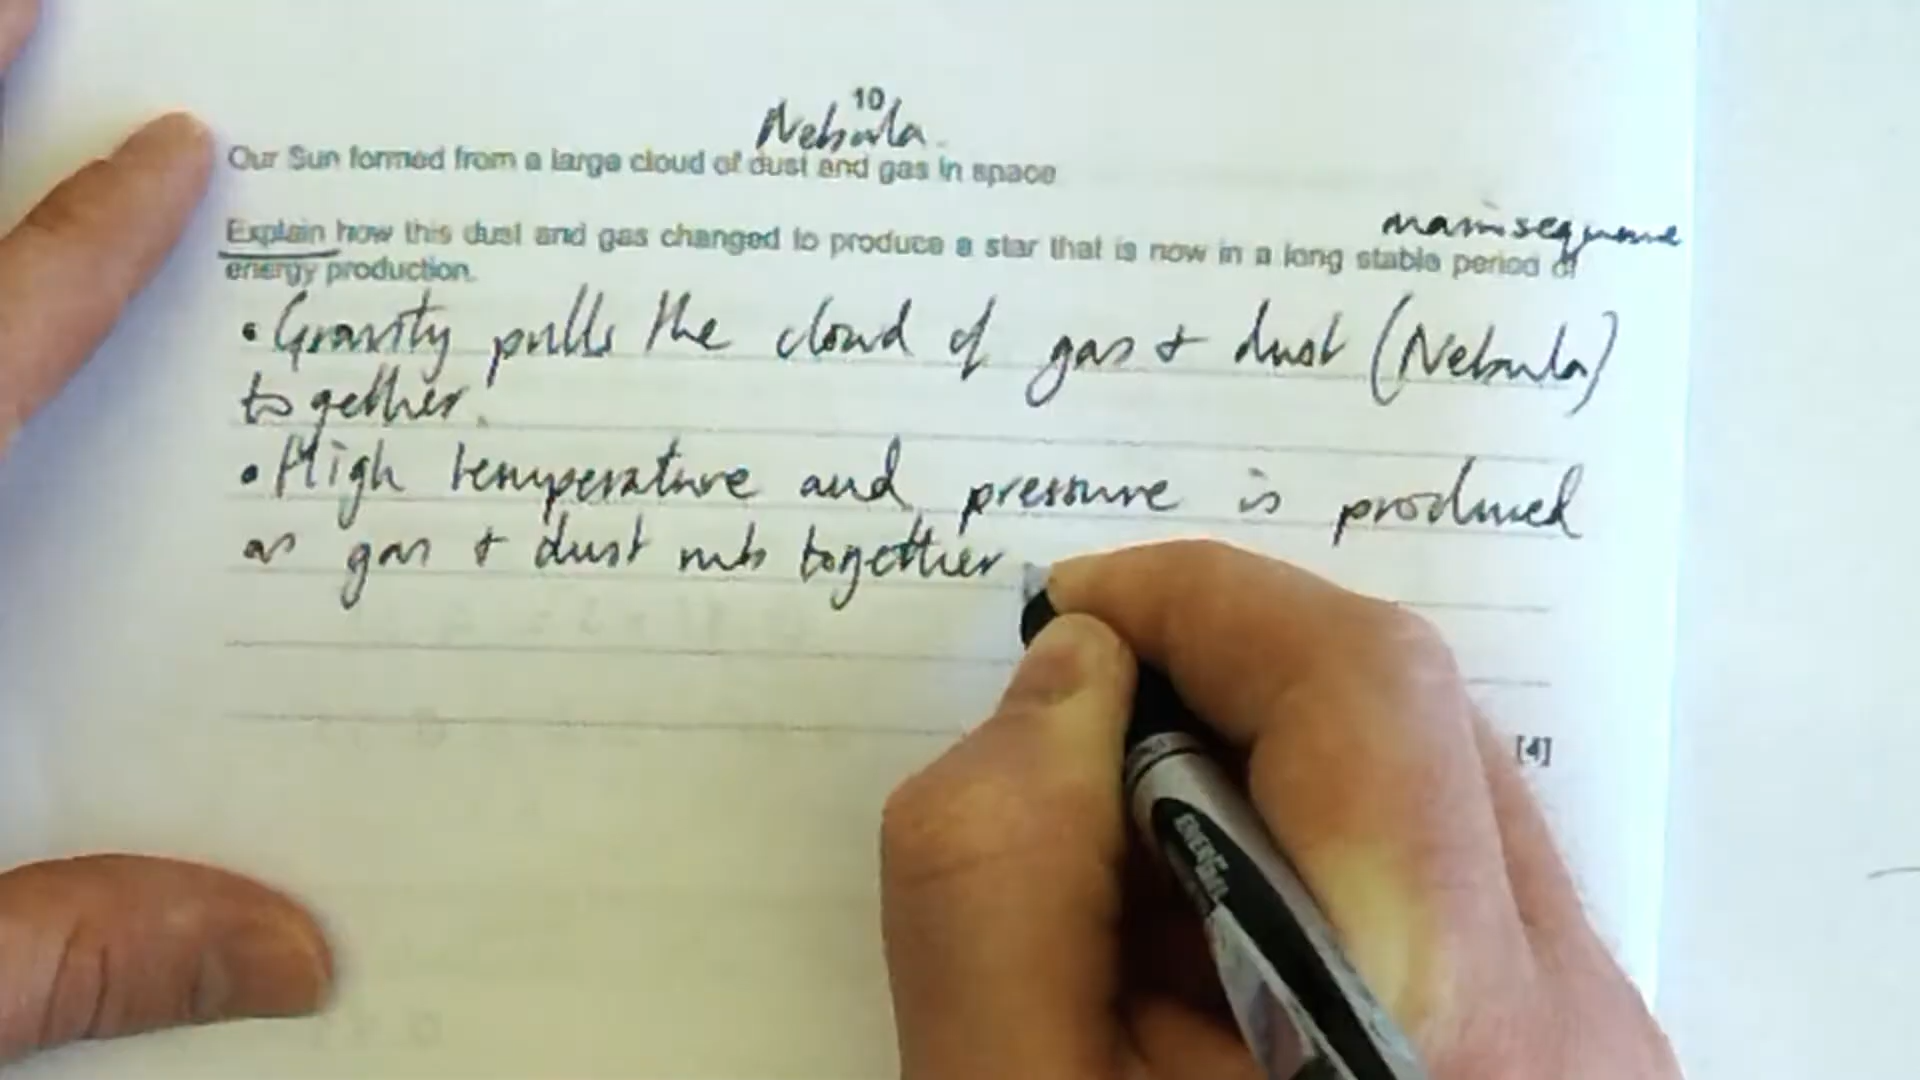 10
Nebula
Our Sun formed from a large cloud of dust and gas in space
main sequence
Explain how this dust and gas changed to produce a star that is now in a long stable period of
energy production.
• Gravity pulls the cloud of gas + dust (Nebula)
together.
• High temperature and pressure is produced
as gas + dust rub together
[4]
ENERGEL